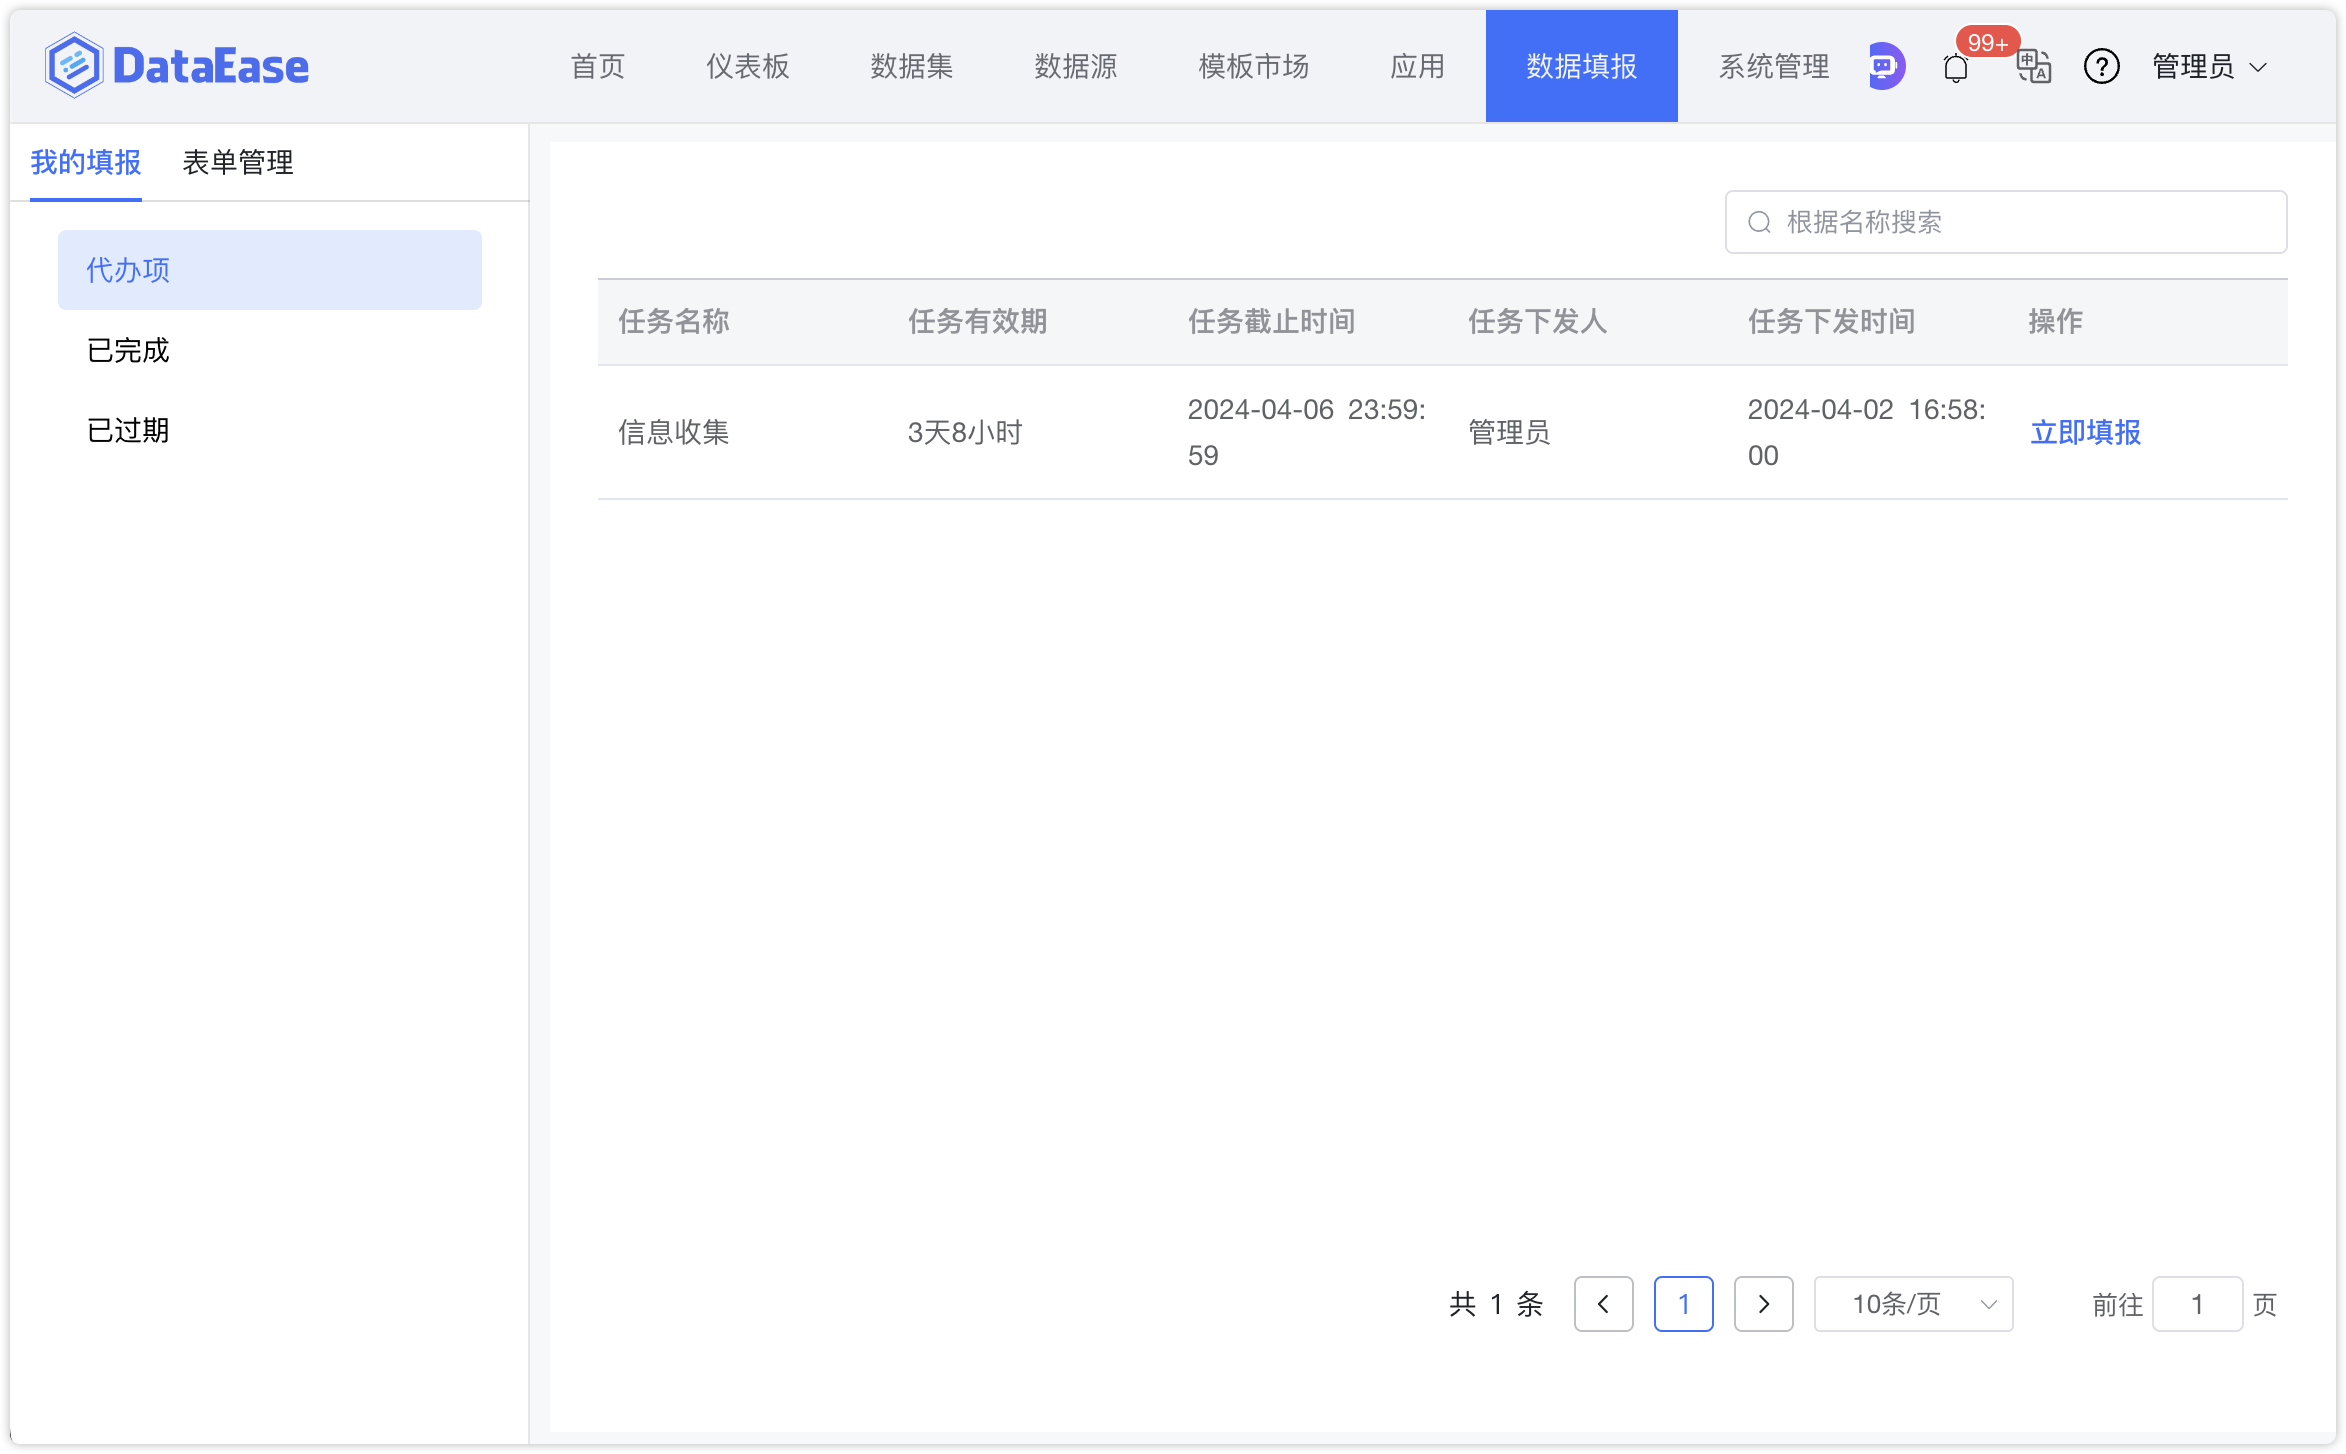 DataEase
首页 仪表板 数据集 数据源 模板市场 应用 数据填报 系统管理 99+ 中 A ? 管理员
我的填报 表单管理
代办项
已完成
已过期
根据名称搜索
任务名称 任务有效期 任务截止时间 任务下发人 任务下发时间 操作
信息收集 3天8小时 2024-04-06 23:59:59 管理员 2024-04-02 16:58:00 立即填报
共 1 条 1 10条/页 前往 1 页